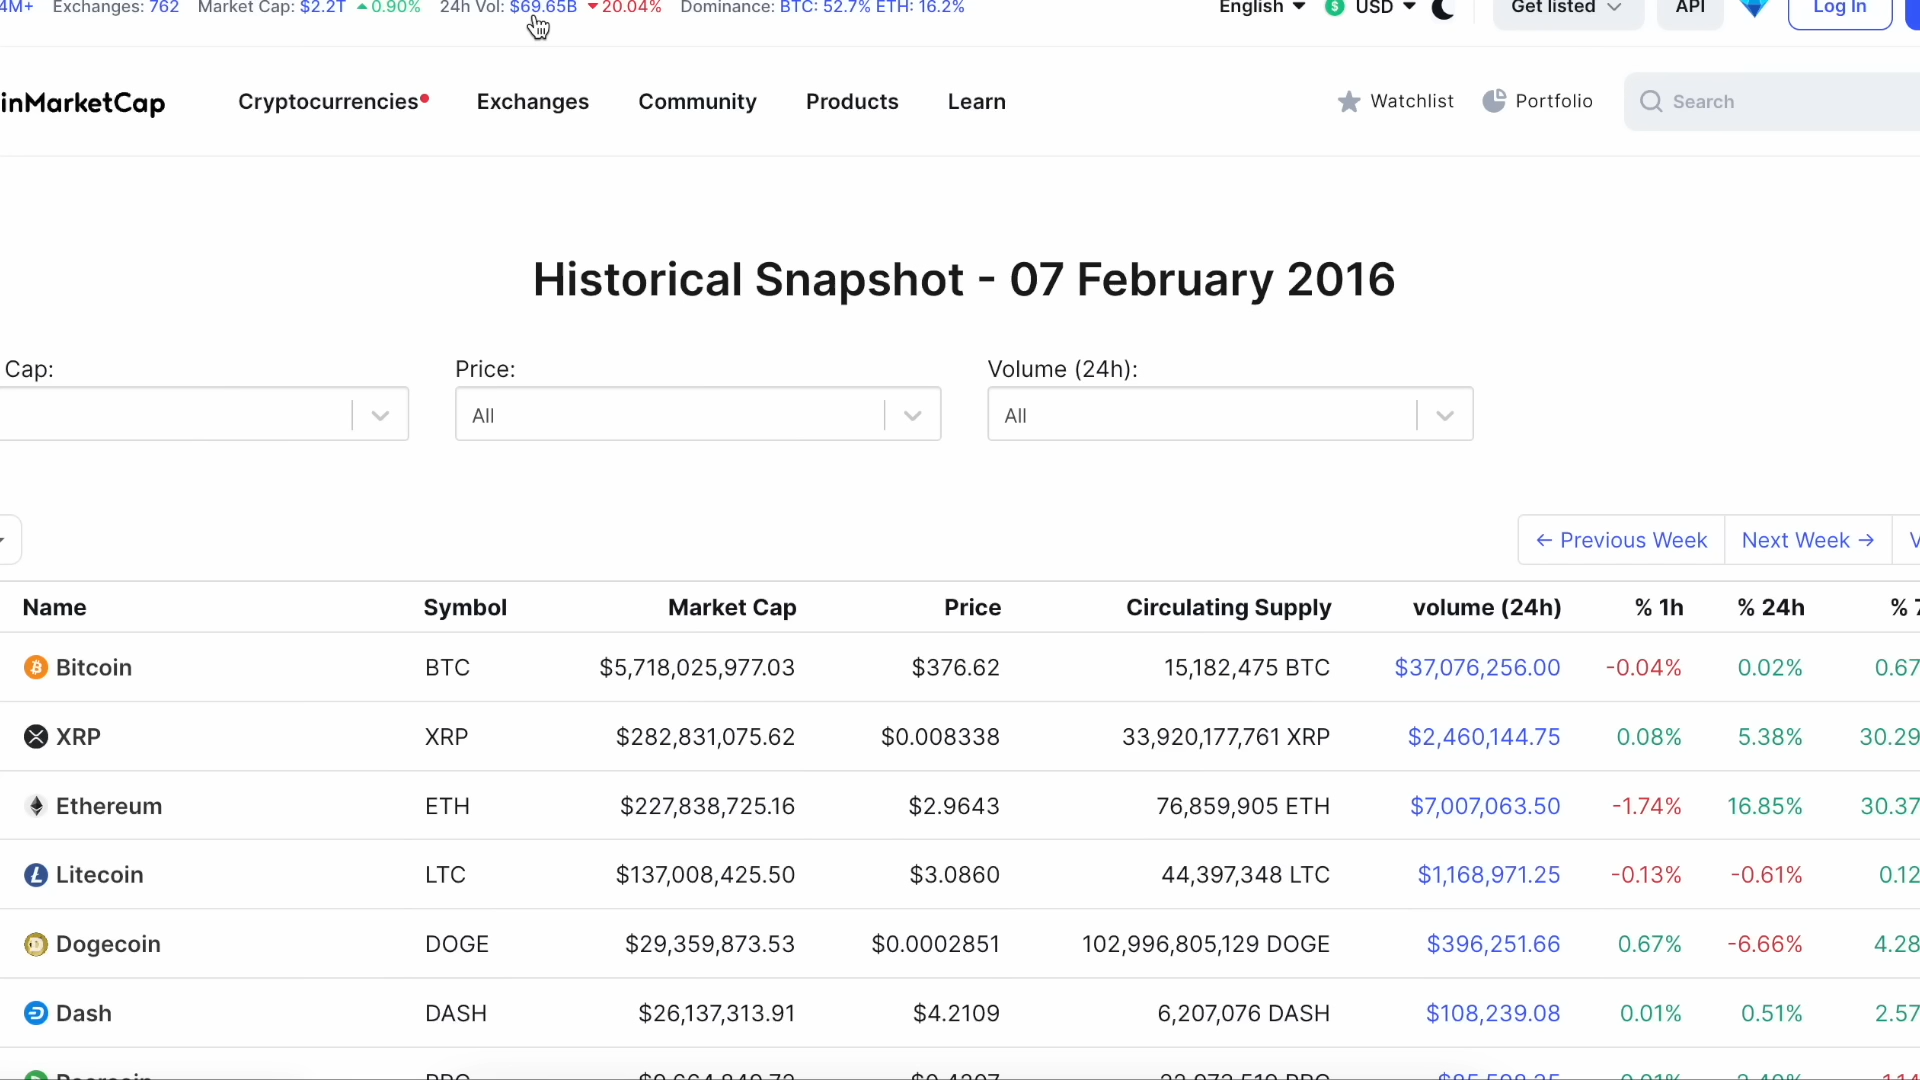 4M+ Exchanges: 762 Market Cap: $2.2T 0.90% 24h Vol: $69.65B 20.04% Dominance: BTC: 52.7% ETH: 16.2% English USD Get listed API Log In
inMarketCap Cryptocurrencies Exchanges Community Products Learn Watchlist Portfolio Search
Historical Snapshot - 07 February 2016
Cap: Price: Volume (24h):
All All
← Previous Week Next Week → V
Name Symbol Market Cap Price Circulating Supply volume (24h) % 1h % 24h % 7
Bitcoin BTC $5,718,025,977.03 $376.62 15,182,475 BTC $37,076,256.00 -0.04% 0.02% 0.67
XRP XRP $282,831,075.62 $0.008338 33,920,177,761 XRP $2,460,144.75 0.08% 5.38% 30.29
Ethereum ETH $227,838,725.16 $2.9643 76,859,905 ETH $7,007,063.50 -1.74% 16.85% 30.37
Litecoin LTC $137,008,425.50 $3.0860 44,397,348 LTC $1,168,971.25 -0.13% -0.61% 0.12
Dogecoin DOGE $29,359,873.53 $0.0002851 102,996,805,129 DOGE $396,251.66 0.67% -6.66% 4.28
Dash DASH $26,137,313.91 $4.2109 6,207,076 DASH $108,239.08 0.01% 0.51% 2.57